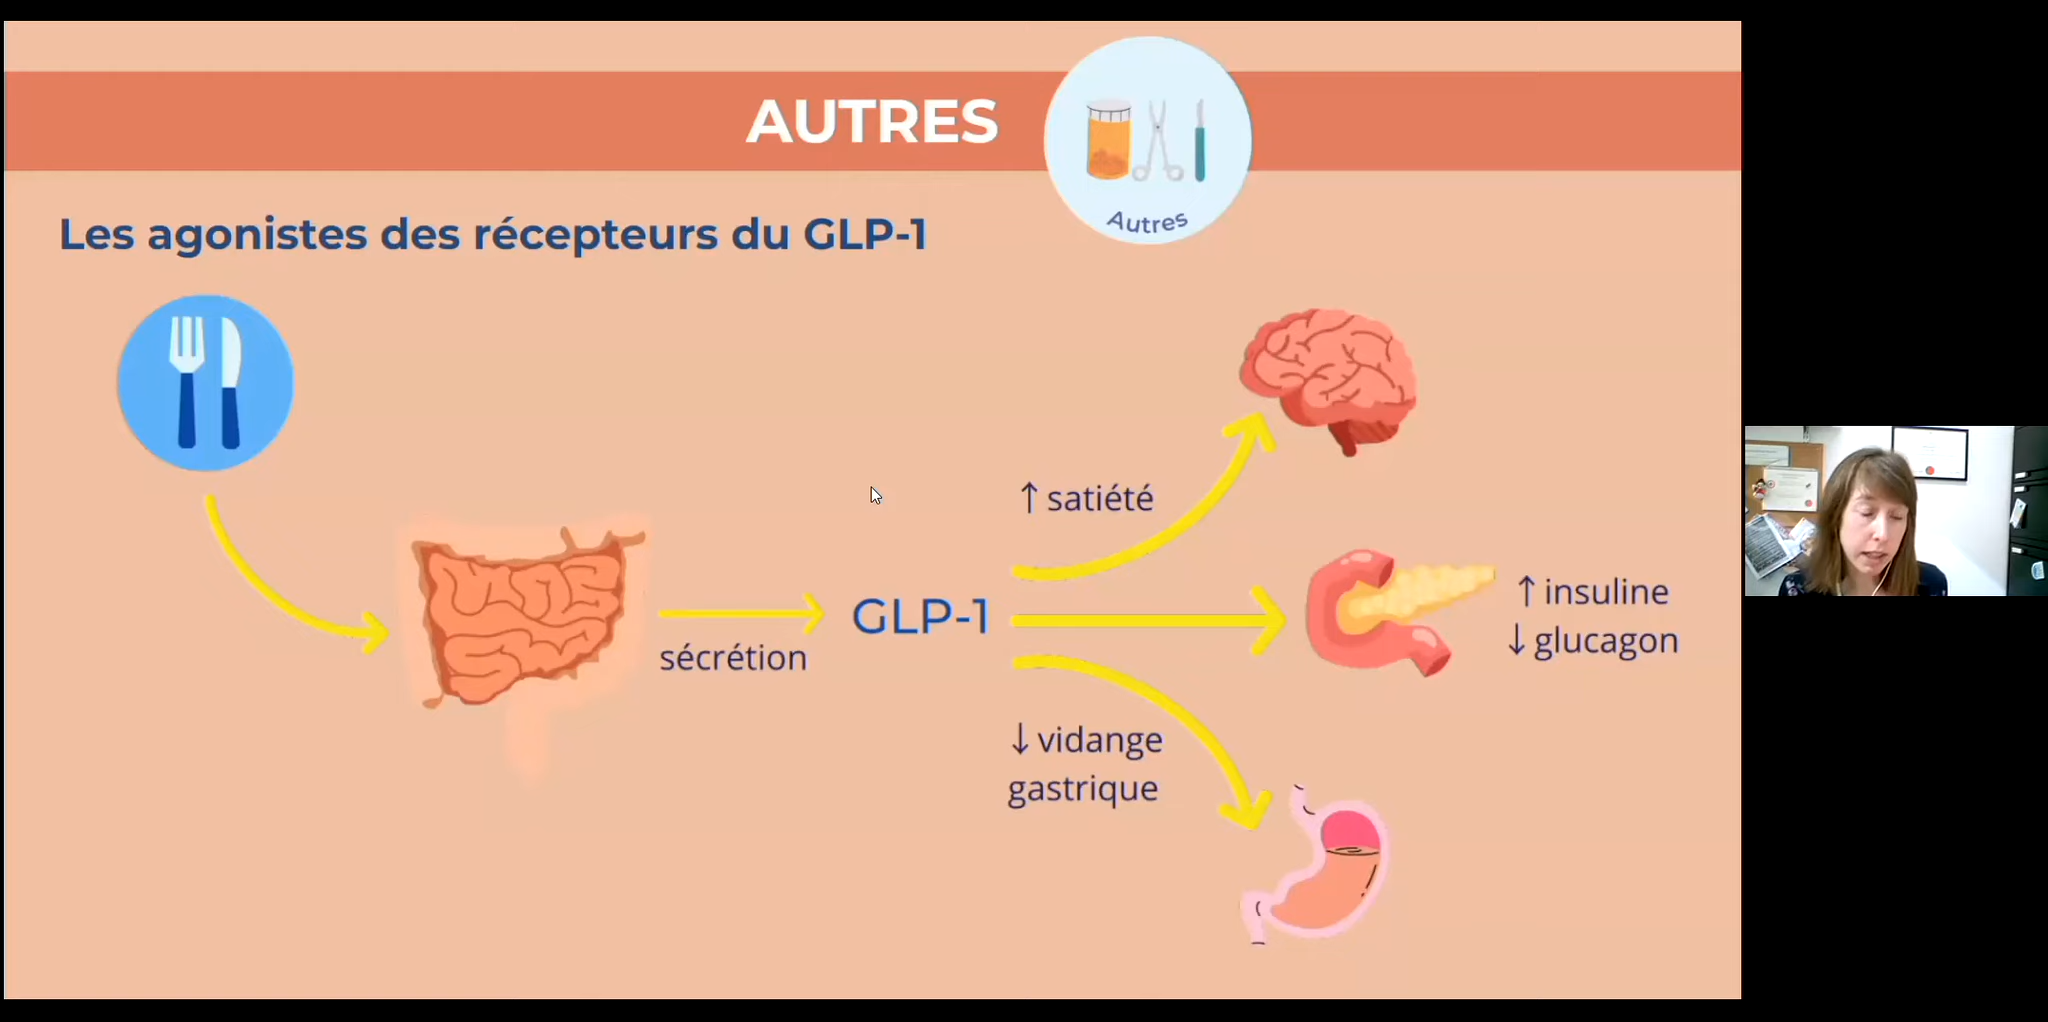 AUTRES
Autres
Les agonistes des récepteurs du GLP-1
↑ satiété
sécrétion
GLP-1
↑ insuline
↓ glucagon
↓ vidange
gastrique